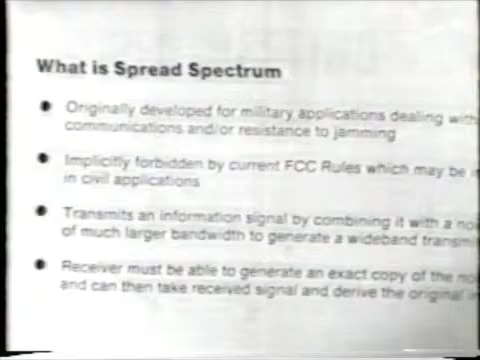 What is Spread Spectrum
Originally developed for military applications dealing with
communications and/or resistance to jamming
Implicitly forbidden by current FCC Rules which may be
in civil applications
Transmits an information signal by combining it with a
of much larger bandwidth to generate a wideband
Receiver must be able to generate an exact copy of the
and can then take received signal and derive the original